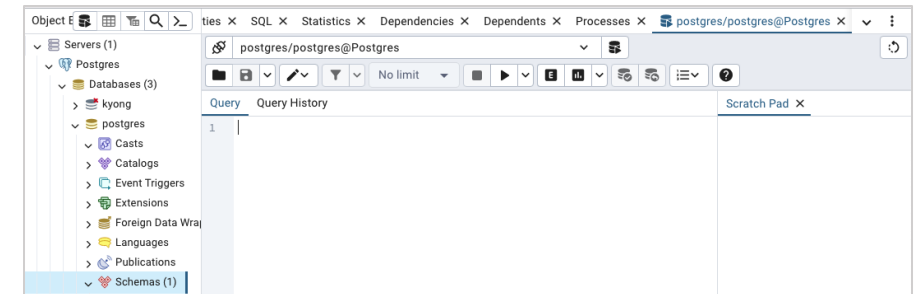 Object E ties SQL Statistics Dependencies Dependents Processes postgres/postgres@Postgres
Servers (1)
postgres/postgres@Postgres
Postgres
No limit
E
Databases (3)
kyong
Query Query History Scratch Pad
postgres
1
Casts
Catalogs
Event Triggers
Extensions
Foreign Data Wrap
Languages
Publications
Schemas (1)